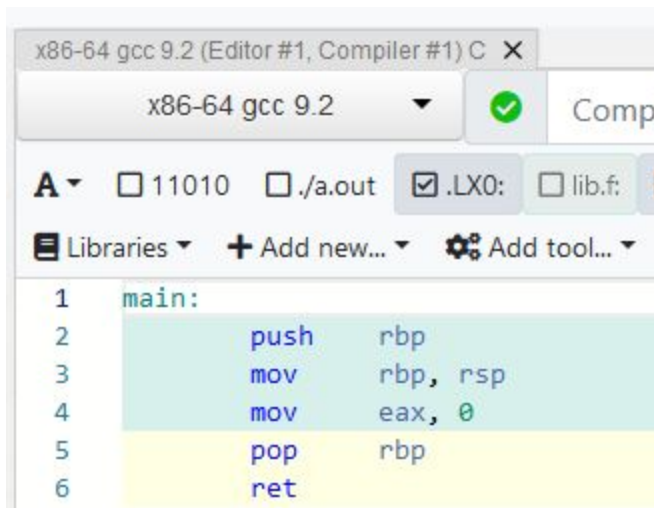 x86-64 gcc 9.2 (Editor #1, Compiler #1) C X
x86-64 gcc 9.2
A 11010 ./a.out .LX0: lib.f:
Libraries + Add new... Add tool...
1 main:
2 push rbp
3 mov rbp, rsp
4 mov eax, 0
5 pop rbp
6 ret